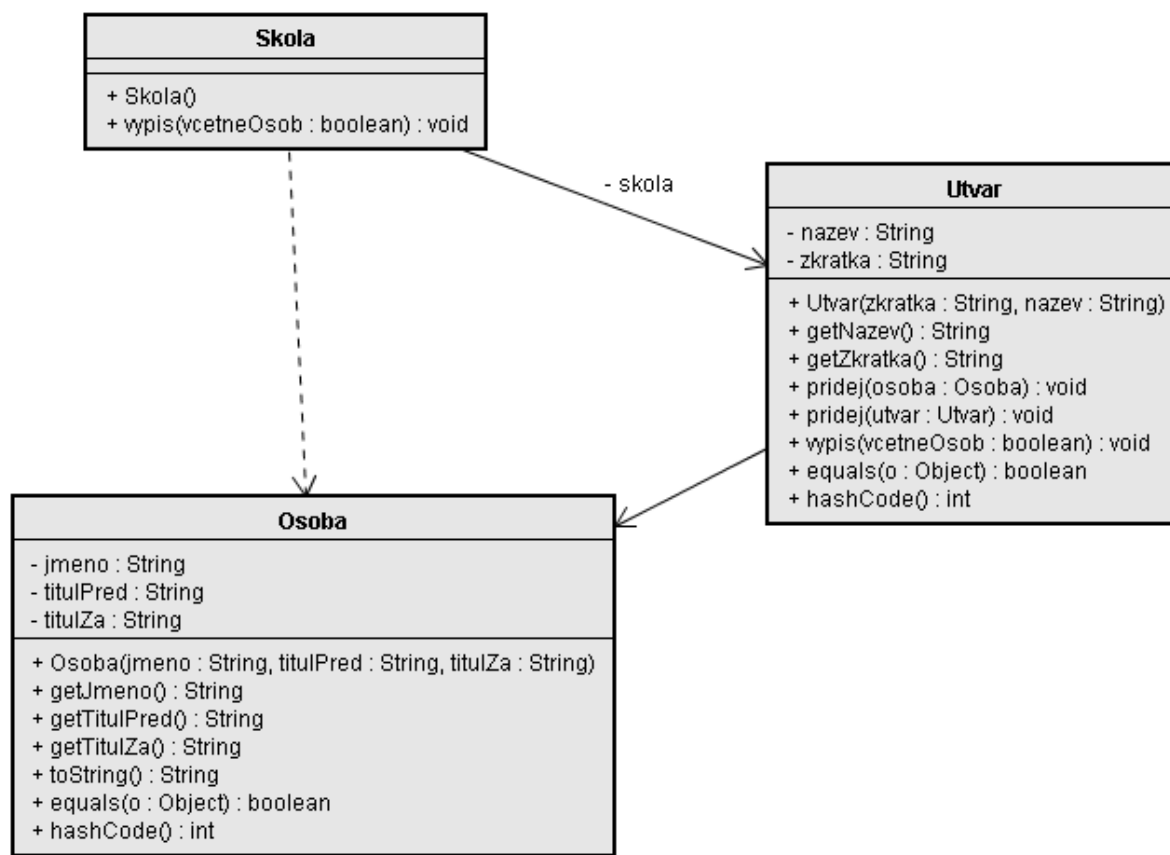 Skola
+ Skola()
+ vypis(vcetneOsob : boolean) : void
- skola
Utvar
- nazev : String
- zkratka : String
+ Utvar(zkratka : String, nazev : String)
+ getNazev() : String
+ getZkratka() : String
+ pridej(osoba : Osoba) : void
+ pridej(utvar : Utvar) : void
+ vypis(vcetneOsob : boolean) : void
+ equals(o : Object) : boolean
+ hashCode() : int
Osoba
- jmeno : String
- titulPred : String
- titulZa : String
+ Osoba(jmeno : String, titulPred : String, titulZa : String)
+ getJmeno() : String
+ getTitulPred() : String
+ getTitulZa() : String
+ toString() : String
+ equals(o : Object) : boolean
+ hashCode() : int